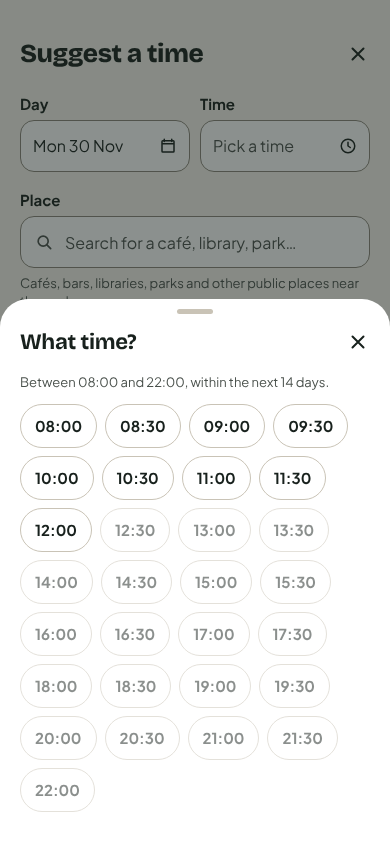 Suggest a time
Day
Time
Mon 30 Nov
Pick a time
Place
Search for a café, library, park...
Cafés, bars, libraries, parks and other public places near
What time?
Between 08:00 and 22:00, within the next 14 days.
08:00 08:30 09:00 09:30
10:00 10:30 11:00 11:30
12:00 12:30 13:00 13:30
14:00 14:30 15:00 15:30
16:00 16:30 17:00 17:30
18:00 18:30 19:00 19:30
20:00 20:30 21:00 21:30
22:00